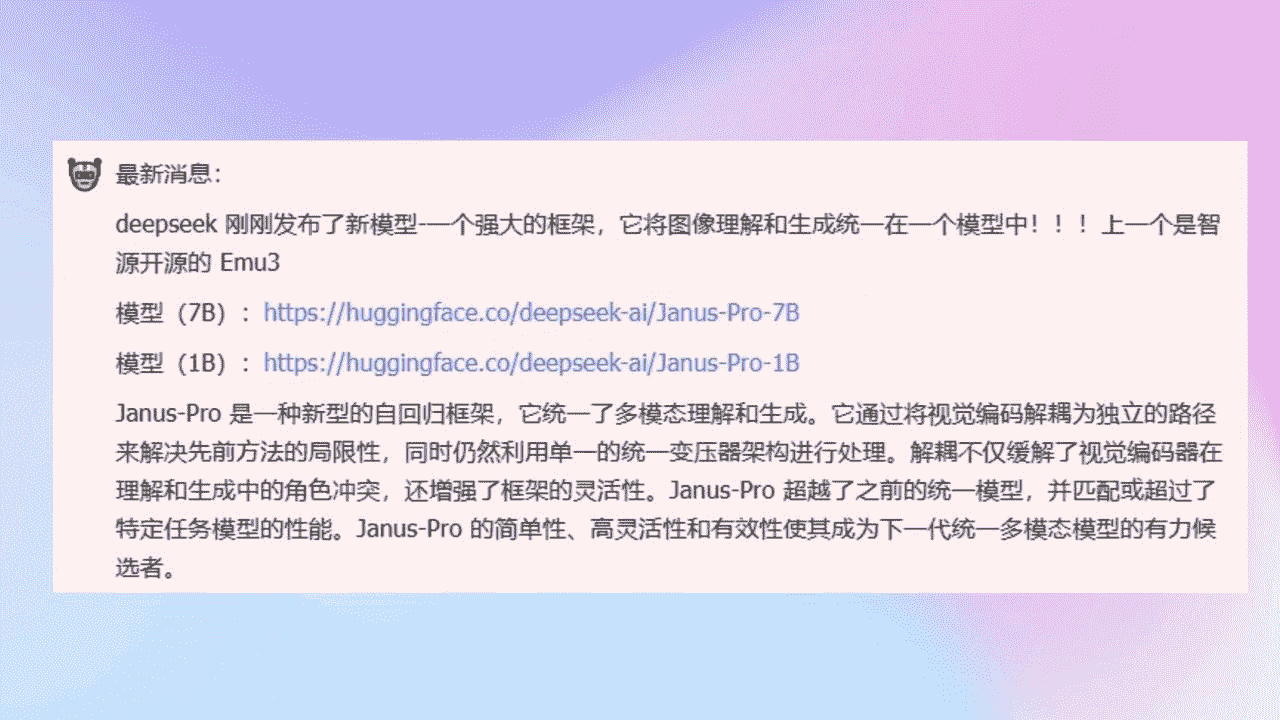 最新消息：
deepseek 刚刚发布了新模型-一个强大的框架，它将图像理解和生成统一在一个模型中！！！上一个是智
源开源的 Emu3
模型（7B）：https://huggingface.co/deepseek-ai/Janus-Pro-7B
模型（1B）：https://huggingface.co/deepseek-ai/Janus-Pro-1B
Janus-Pro 是一种新型的自回归框架，它统一了多模态理解和生成。它通过将视觉编码解耦为独立的路径
来解决先前方法的局限性，同时仍然利用单一的统一变压器架构进行处理。解耦不仅缓解了视觉编码器在
理解和生成中的角色冲突，还增强了框架的灵活性。Janus-Pro 超越了之前的统一模型，并匹配或超过了
特定任务模型的性能。Janus-Pro 的简单性、高灵活性和有效性使其成为下一代统一多模态模型的有力候
选者。